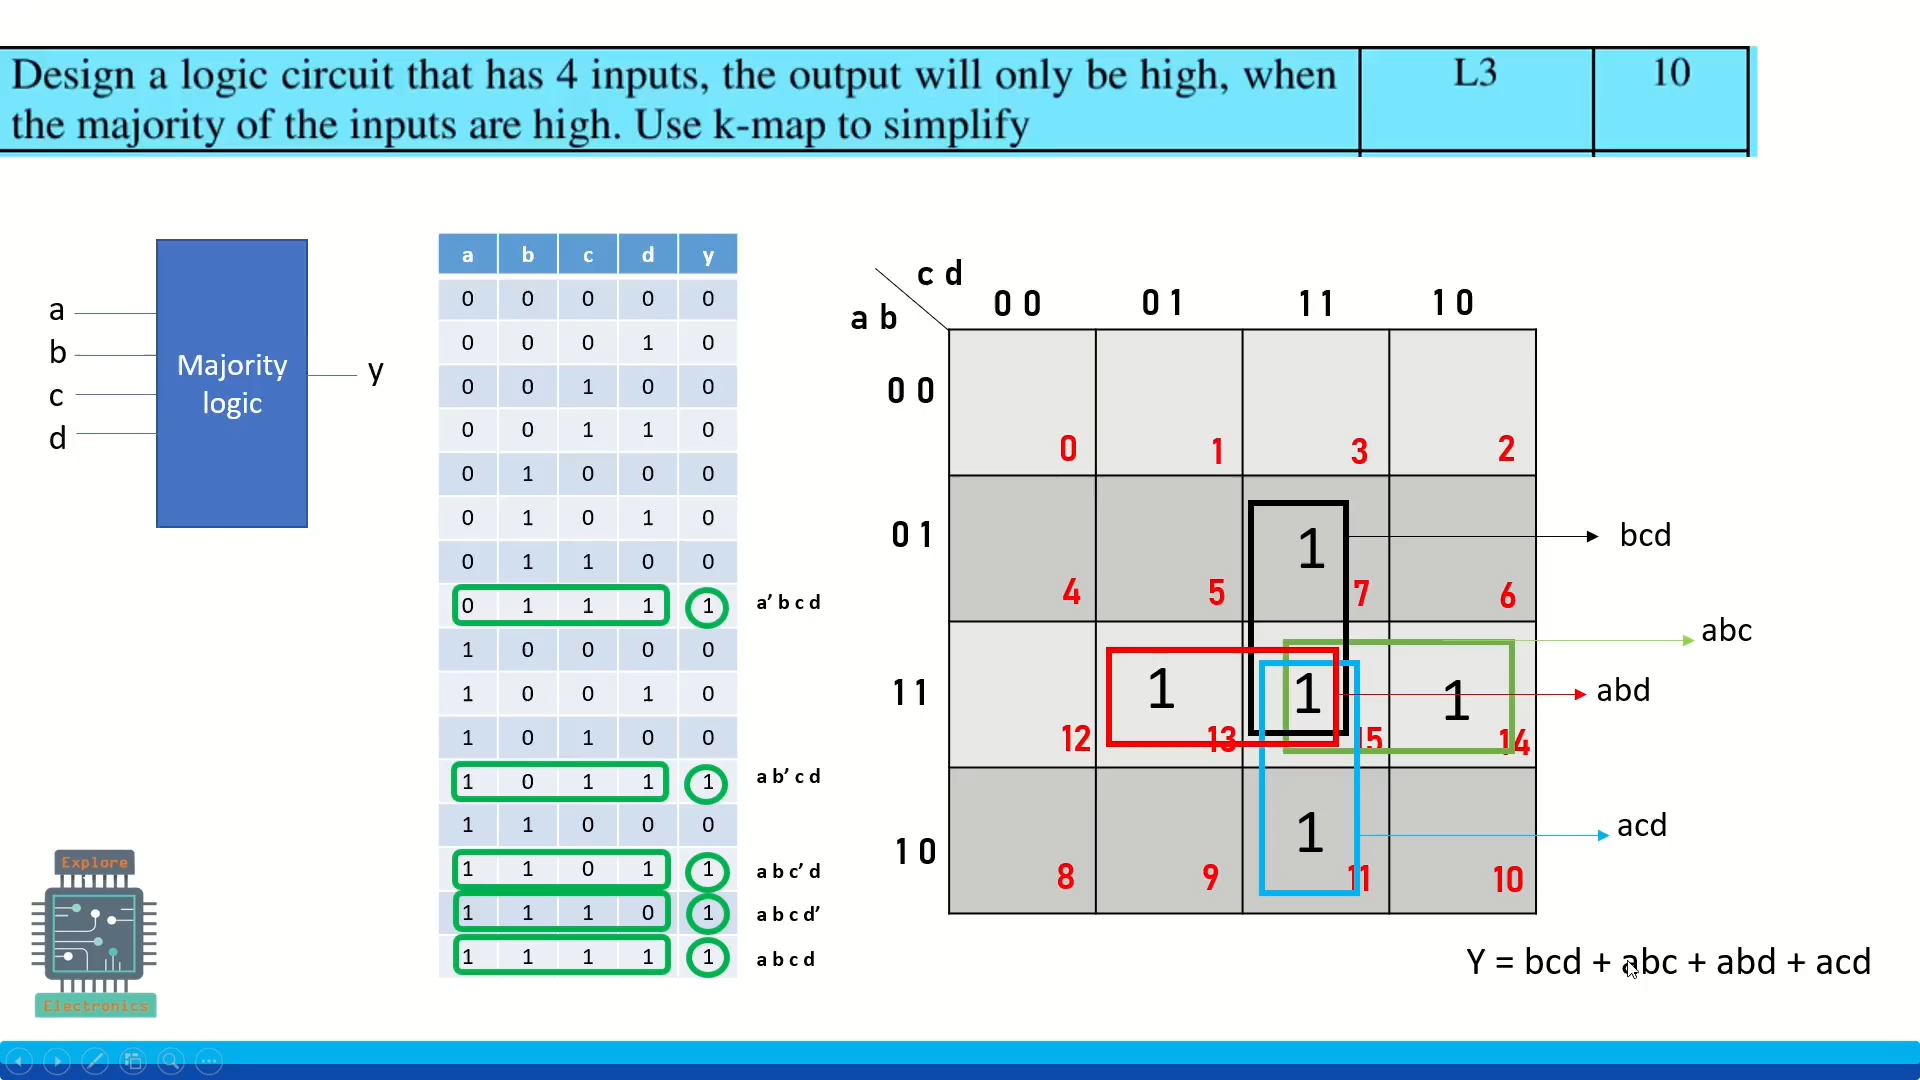 Design a logic circuit that has 4 inputs, the output will only be high, when
the majority of the inputs are high. Use k-map to simplify
L3
10
a
b
c
d
Majority
logic
y
a b c d y
0 0 0 0 0
0 0 0 1 0
0 0 1 0 0
0 0 1 1 0
0 1 0 0 0
0 1 0 1 0
0 1 1 0 0
0 1 1 1 1 a’ b c d
1 0 0 0 0
1 0 0 1 0
1 0 1 0 0
1 0 1 1 1 a b’ c d
1 1 0 0 0
1 1 0 1 1 a b c’ d
1 1 1 0 1 a b c d’
1 1 1 1 1 a b c d
c d
a b
0 0 0 1 1 1 1 0
0 0
0 1 3 2
0 1 1 bcd
4 5 7 6
abc
1 1 1 1 1 abd
12 13 15 14
1 0 1 acd
8 9 11 10
Y = bcd + abc + abd + acd
Explore
Electronics